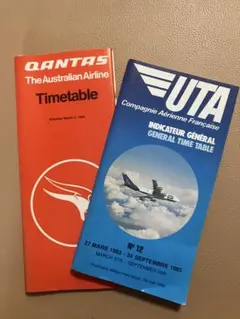 QANTAS
The Australian Airline
Timetable
UTA
Compagnie Aérienne Française
INDICATEUR GÉNÉRAL
GENERAL TIME TABLE
Nº 12
27 MARS 1983 - 24 SEPTEMBRE 1983